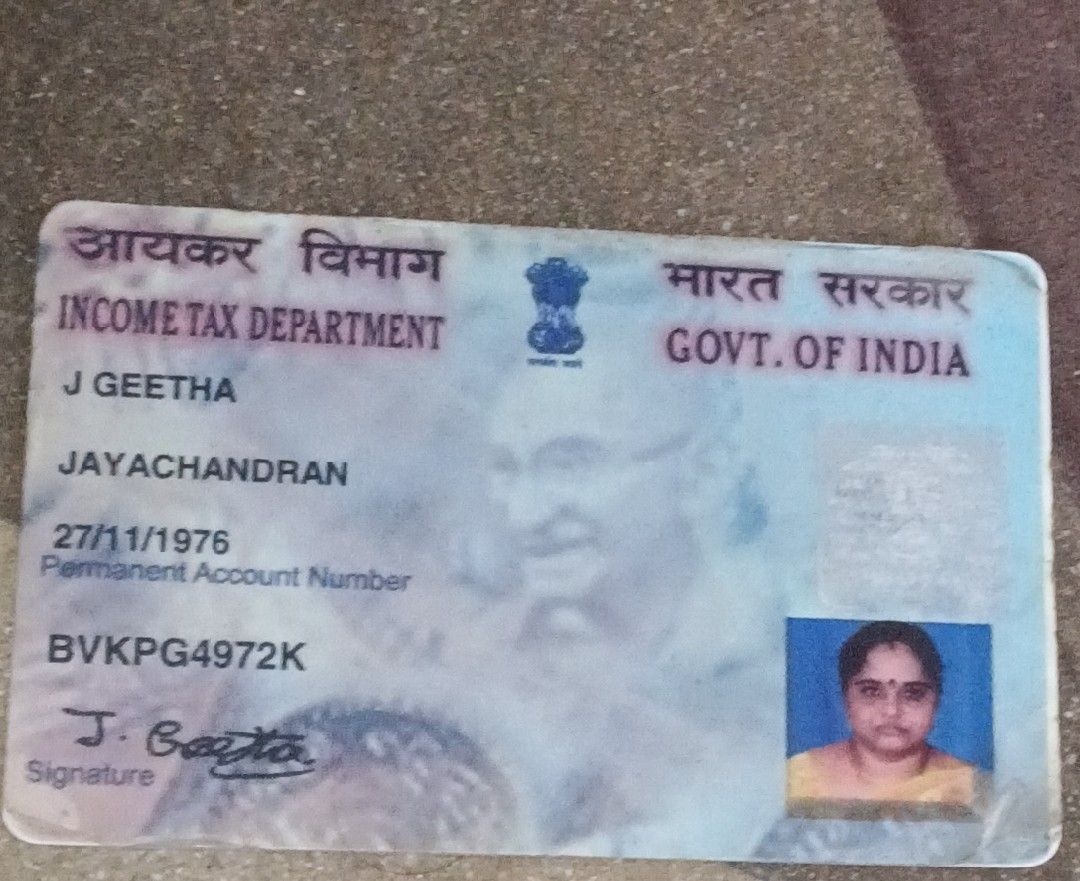 आयकर विभाग
भारत सरकार
INCOME TAX DEPARTMENT
GOVT. OF INDIA
J GEETHA
JAYACHANDRAN
27/11/1976
Permanent Account Number
BVKPG4972K
J. Geetha
Signature